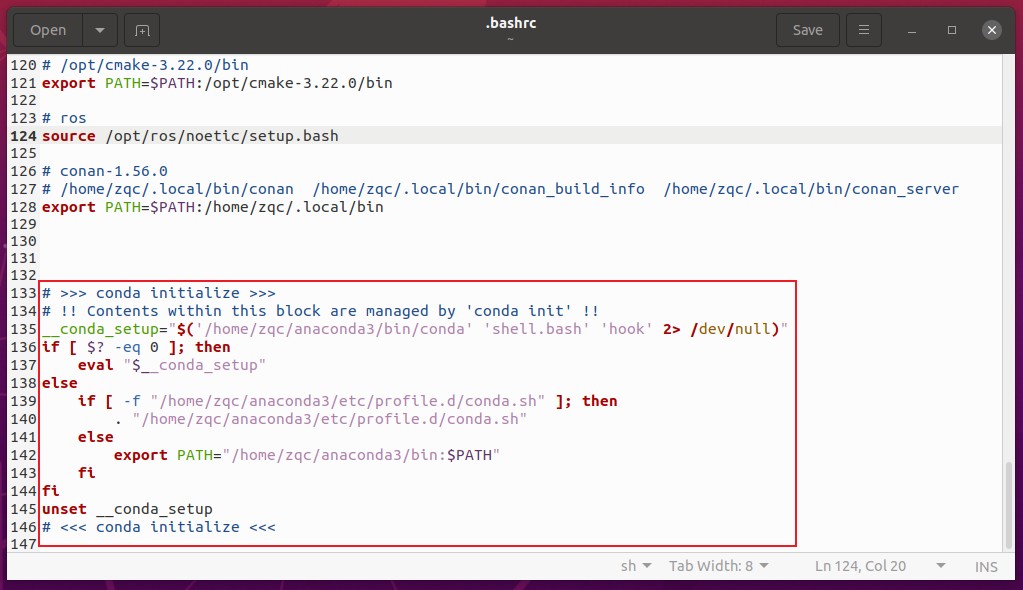 Open
.bashrc
~
Save
120 # /opt/cmake-3.22.0/bin
121 export PATH=$PATH:/opt/cmake-3.22.0/bin
122
123 # ros
124 source /opt/ros/noetic/setup.bash
125
126 # conan-1.56.0
127 # /home/zqc/.local/bin/conan  /home/zqc/.local/bin/conan_build_info  /home/zqc/.local/bin/conan_server
128 export PATH=$PATH:/home/zqc/.local/bin
129
130
131
132
133 # >>> conda initialize >>>
134 # !! Contents within this block are managed by 'conda init' !!
135 __conda_setup="$('/home/zqc/anaconda3/bin/conda' 'shell.bash' 'hook' 2> /dev/null)"
136 if [ $? -eq 0 ]; then
137     eval "$__conda_setup"
138 else
139     if [ -f "/home/zqc/anaconda3/etc/profile.d/conda.sh" ]; then
140         . "/home/zqc/anaconda3/etc/profile.d/conda.sh"
141     else
142         export PATH="/home/zqc/anaconda3/bin:$PATH"
143     fi
144 fi
145 unset __conda_setup
146 # <<< conda initialize <<<
147
sh
Tab Width: 8
Ln 124, Col 20
INS